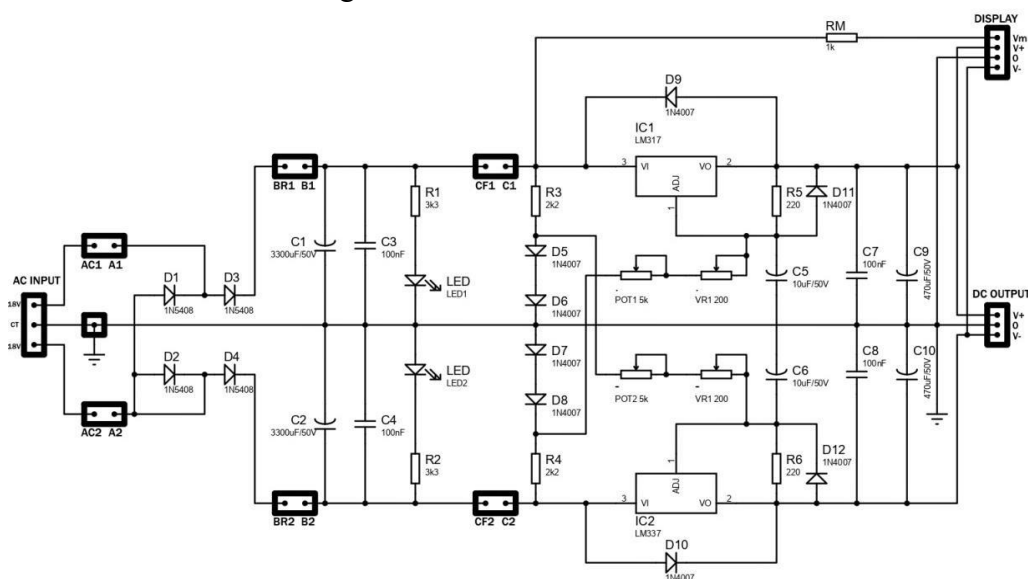 DISPLAY
RM
1k
Vm
V+
0
V-
D9
1N4007
IC1
LM317
3 VI VO 2
ADJ
1
BR1 B1
CF1 C1
R1
3k3
R3
2k2
R5
220
D11
1N4007
AC1 A1
D1
1N5408
D3
C1
3300uF/50V
C3
100nF
LED
LED1
D5
1N4007
D6
1N4007
POT1 5k
VR1 200
C5
10uF/50V
C7
100nF
C9
470uF/50V
AC INPUT
18V
CT
18V
DC OUTPUT
V+
0
V-
D2
1N5408
D4
1N5408
AC2 A2
C2
3300uF/50V
C4
100nF
LED
LED2
D7
1N4007
D8
1N4007
POT2 5k
VR1 200
C6
10uF/50V
C8
100nF
C10
470uF/50V
R2
3k3
R4
2k2
R6
220
D12
1N4007
BR2 B2
CF2 C2
1
ADJ
3 VI VO 2
IC2
LM337
D10
1N4007